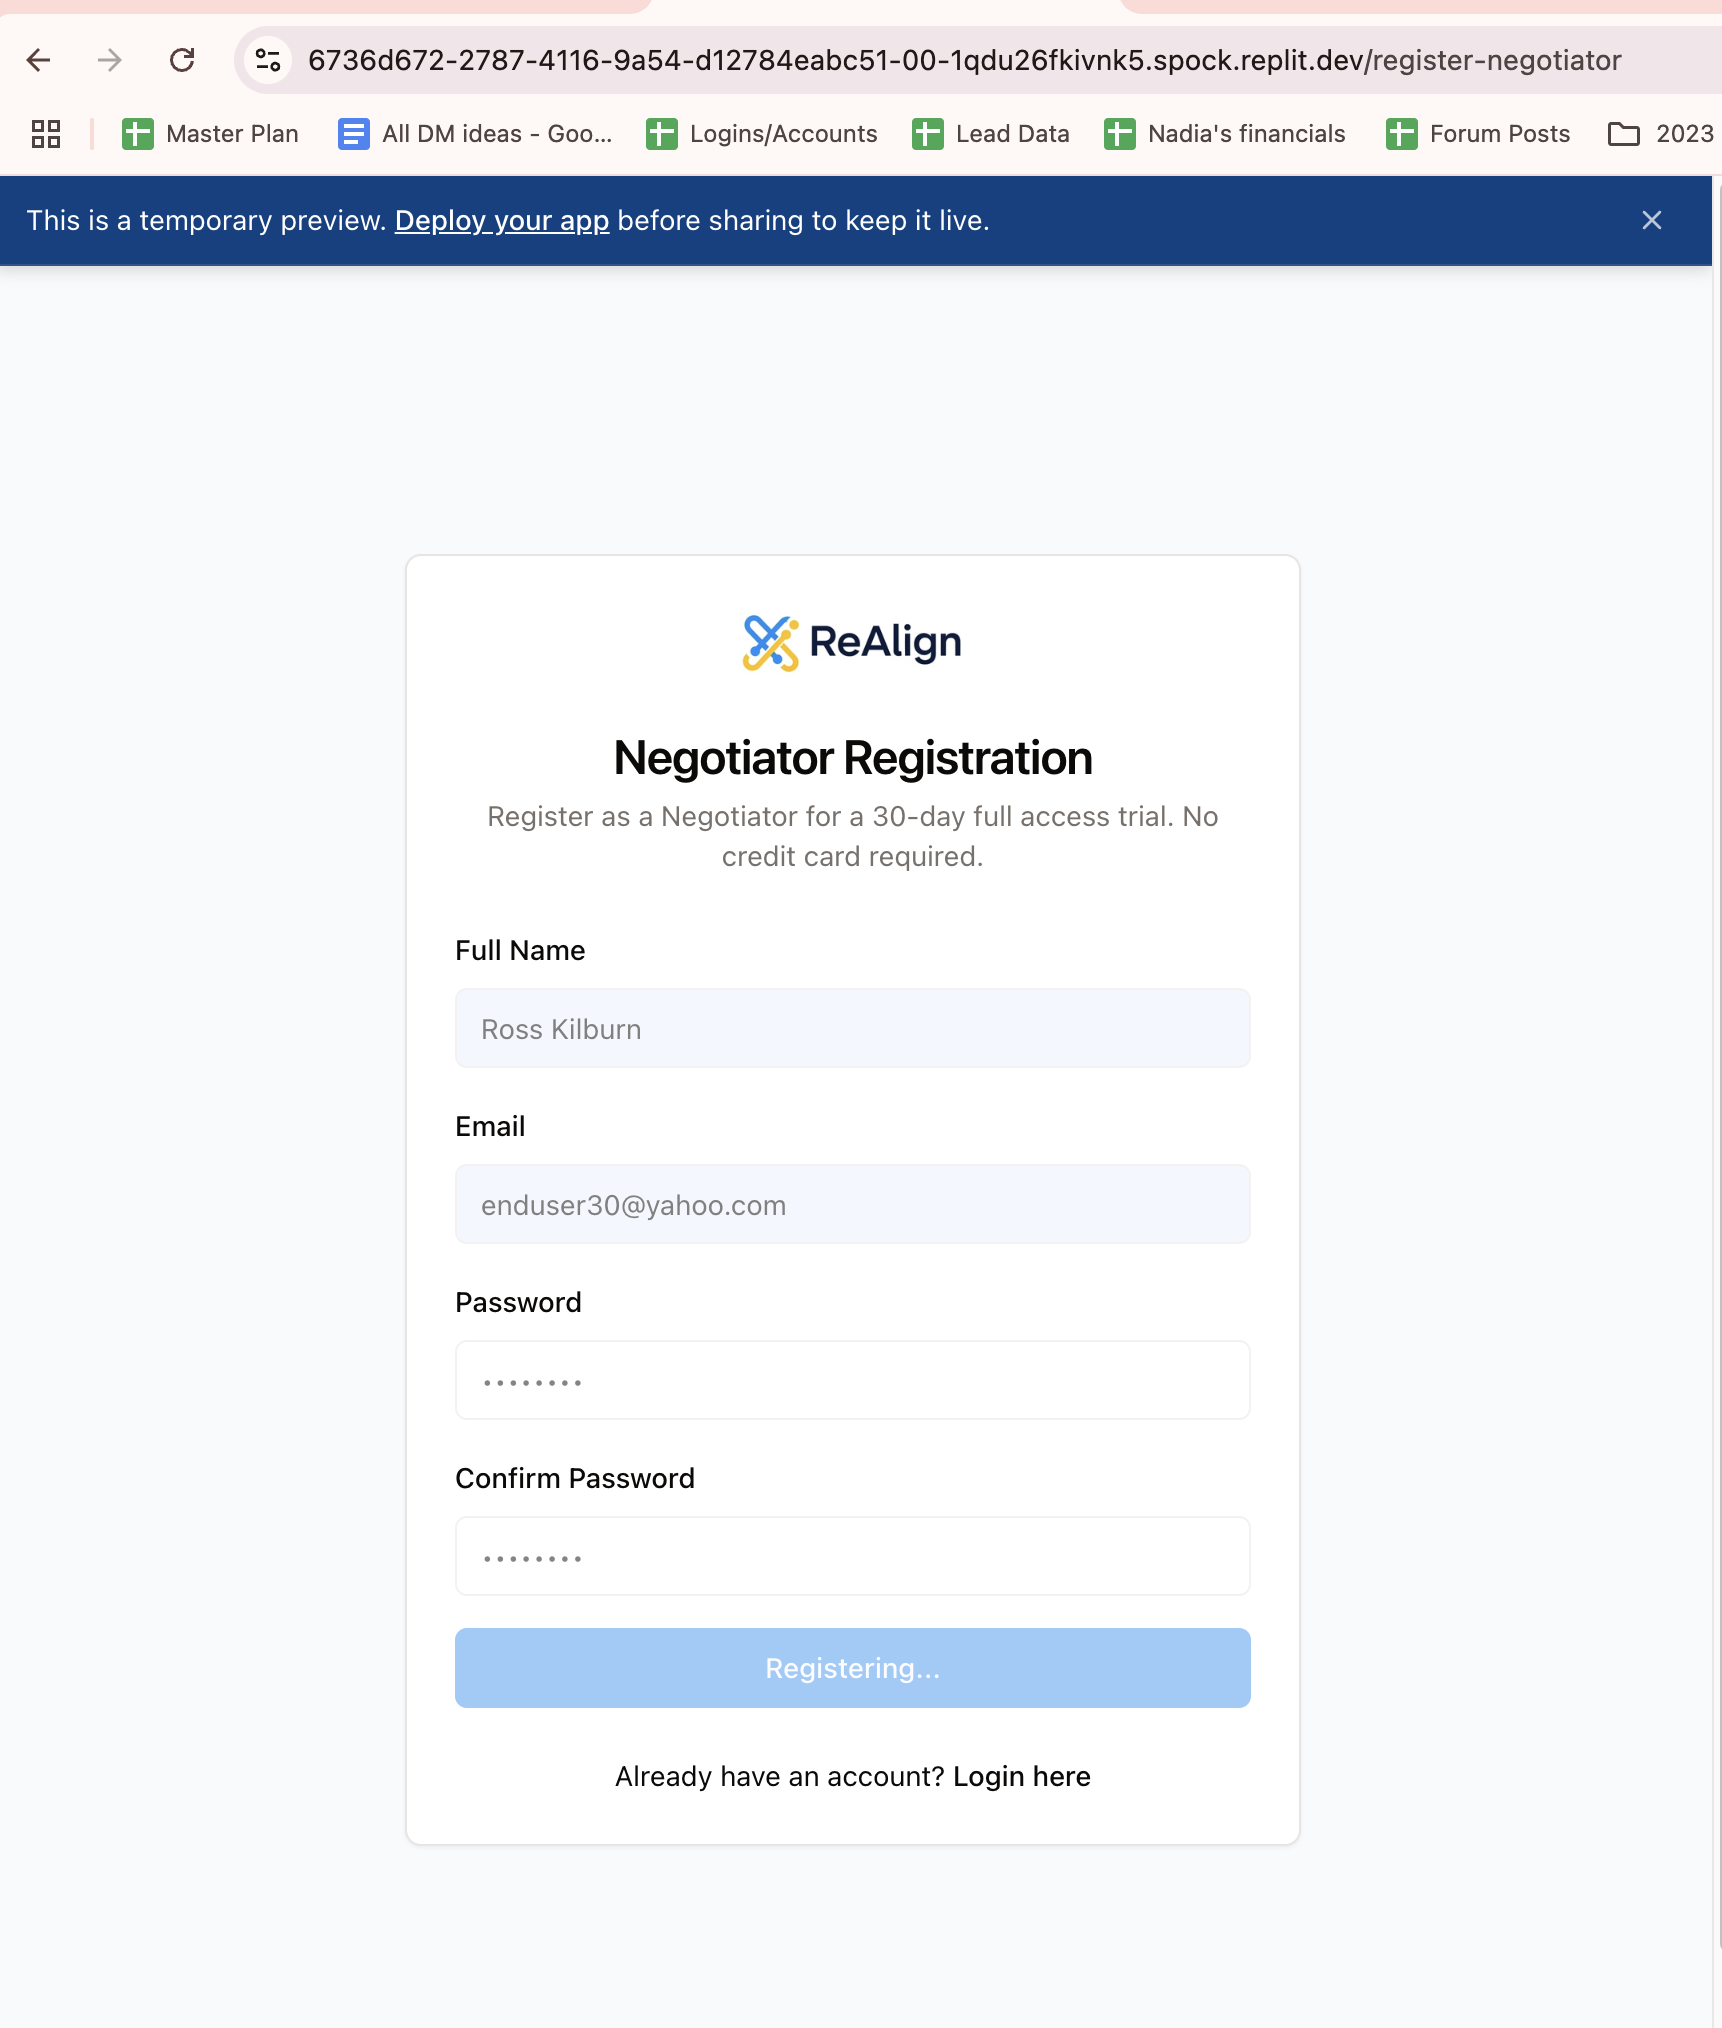 6736d672-2787-4116-9a54-d12784eabc51-00-1qdu26fkivnk5.spock.replit.dev/register-negotiator
Master Plan All DM ideas - Goo... Logins/Accounts Lead Data Nadia's financials Forum Posts 2023
This is a temporary preview. Deploy your app before sharing to keep it live.
ReAlign
Negotiator Registration
Register as a Negotiator for a 30-day full access trial. No
credit card required.
Full Name
Ross Kilburn
Email
enduser30@yahoo.com
Password
••••••••
Confirm Password
••••••••
Registering...
Already have an account? Login here